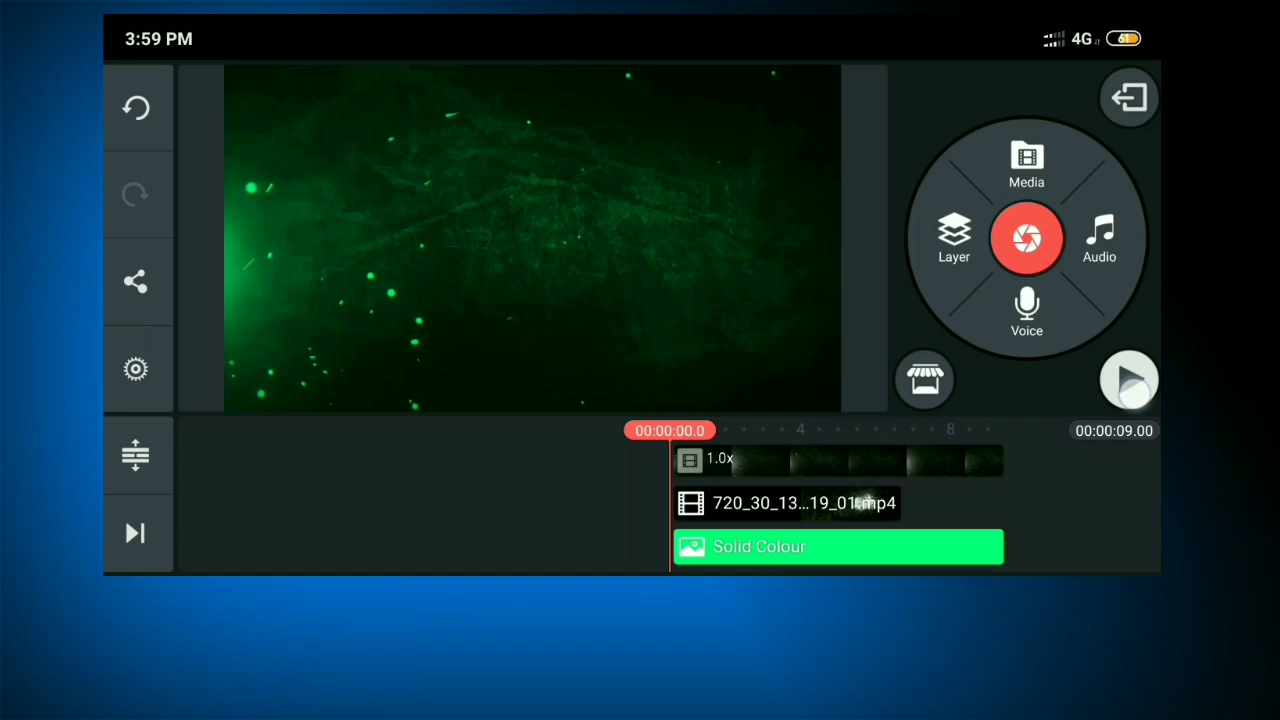 3:59 PM
4G
61
Media
Layer
Audio
Voice
00:00:00.0
4
8
00:00:09.00
1.0x
720_30_13...19_01.mp4
Solid Colour